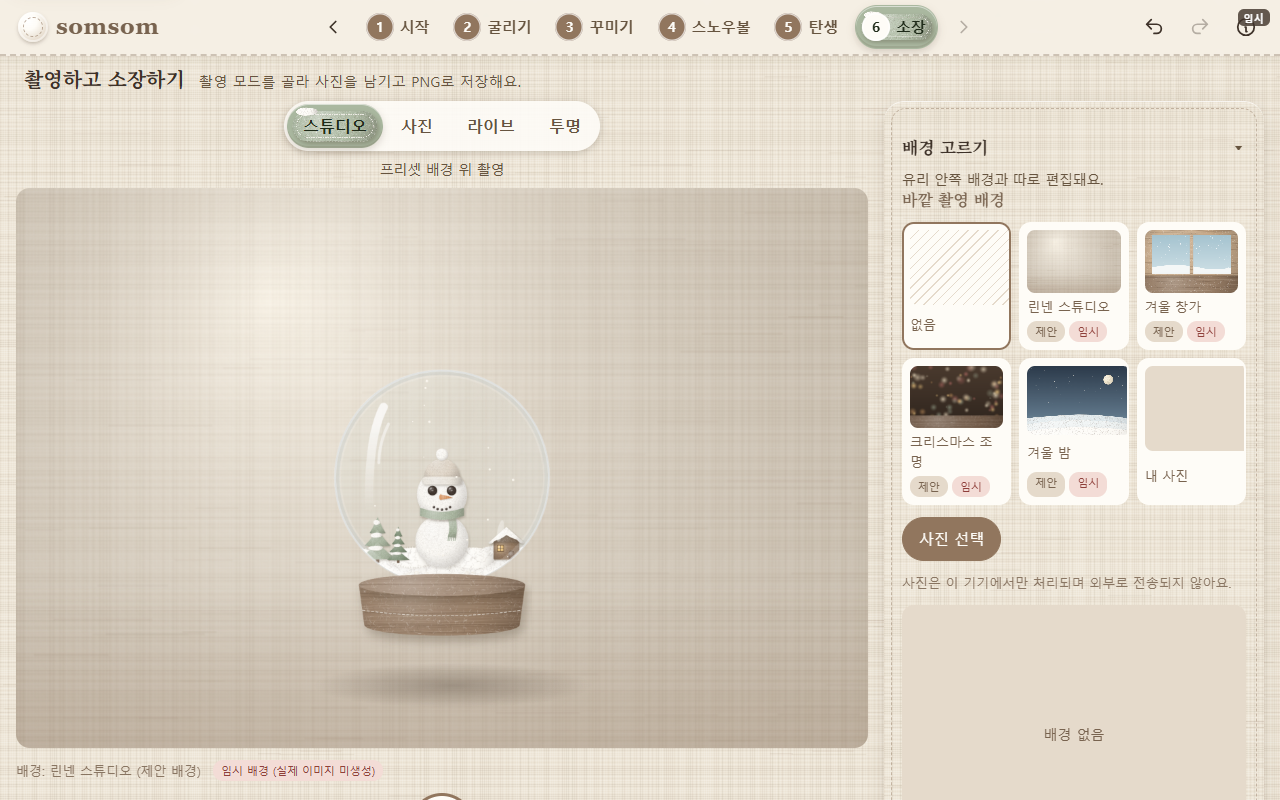 somsom
1 시작
2 굴리기
3 꾸미기
4 스노우볼
5 탄생
6 소장
임시
촬영하고 소장하기 촬영 모드를 골라 사진을 남기고 PNG로 저장해요.
스튜디오 사진 라이브 투명
프리셋 배경 위 촬영
배경: 린넨 스튜디오 (제안 배경) 임시 배경 (실제 이미지 미생성)
배경 고르기
유리 안쪽 배경과 따로 편집돼요.
바깥 촬영 배경
없음
린넨 스튜디오
제안 임시
겨울 창가
제안 임시
크리스마스 조
명
제안 임시
겨울 밤
제안 임시
내 사진
사진 선택
사진은 이 기기에서만 처리되며 외부로 전송되지 않아요.
배경 없음